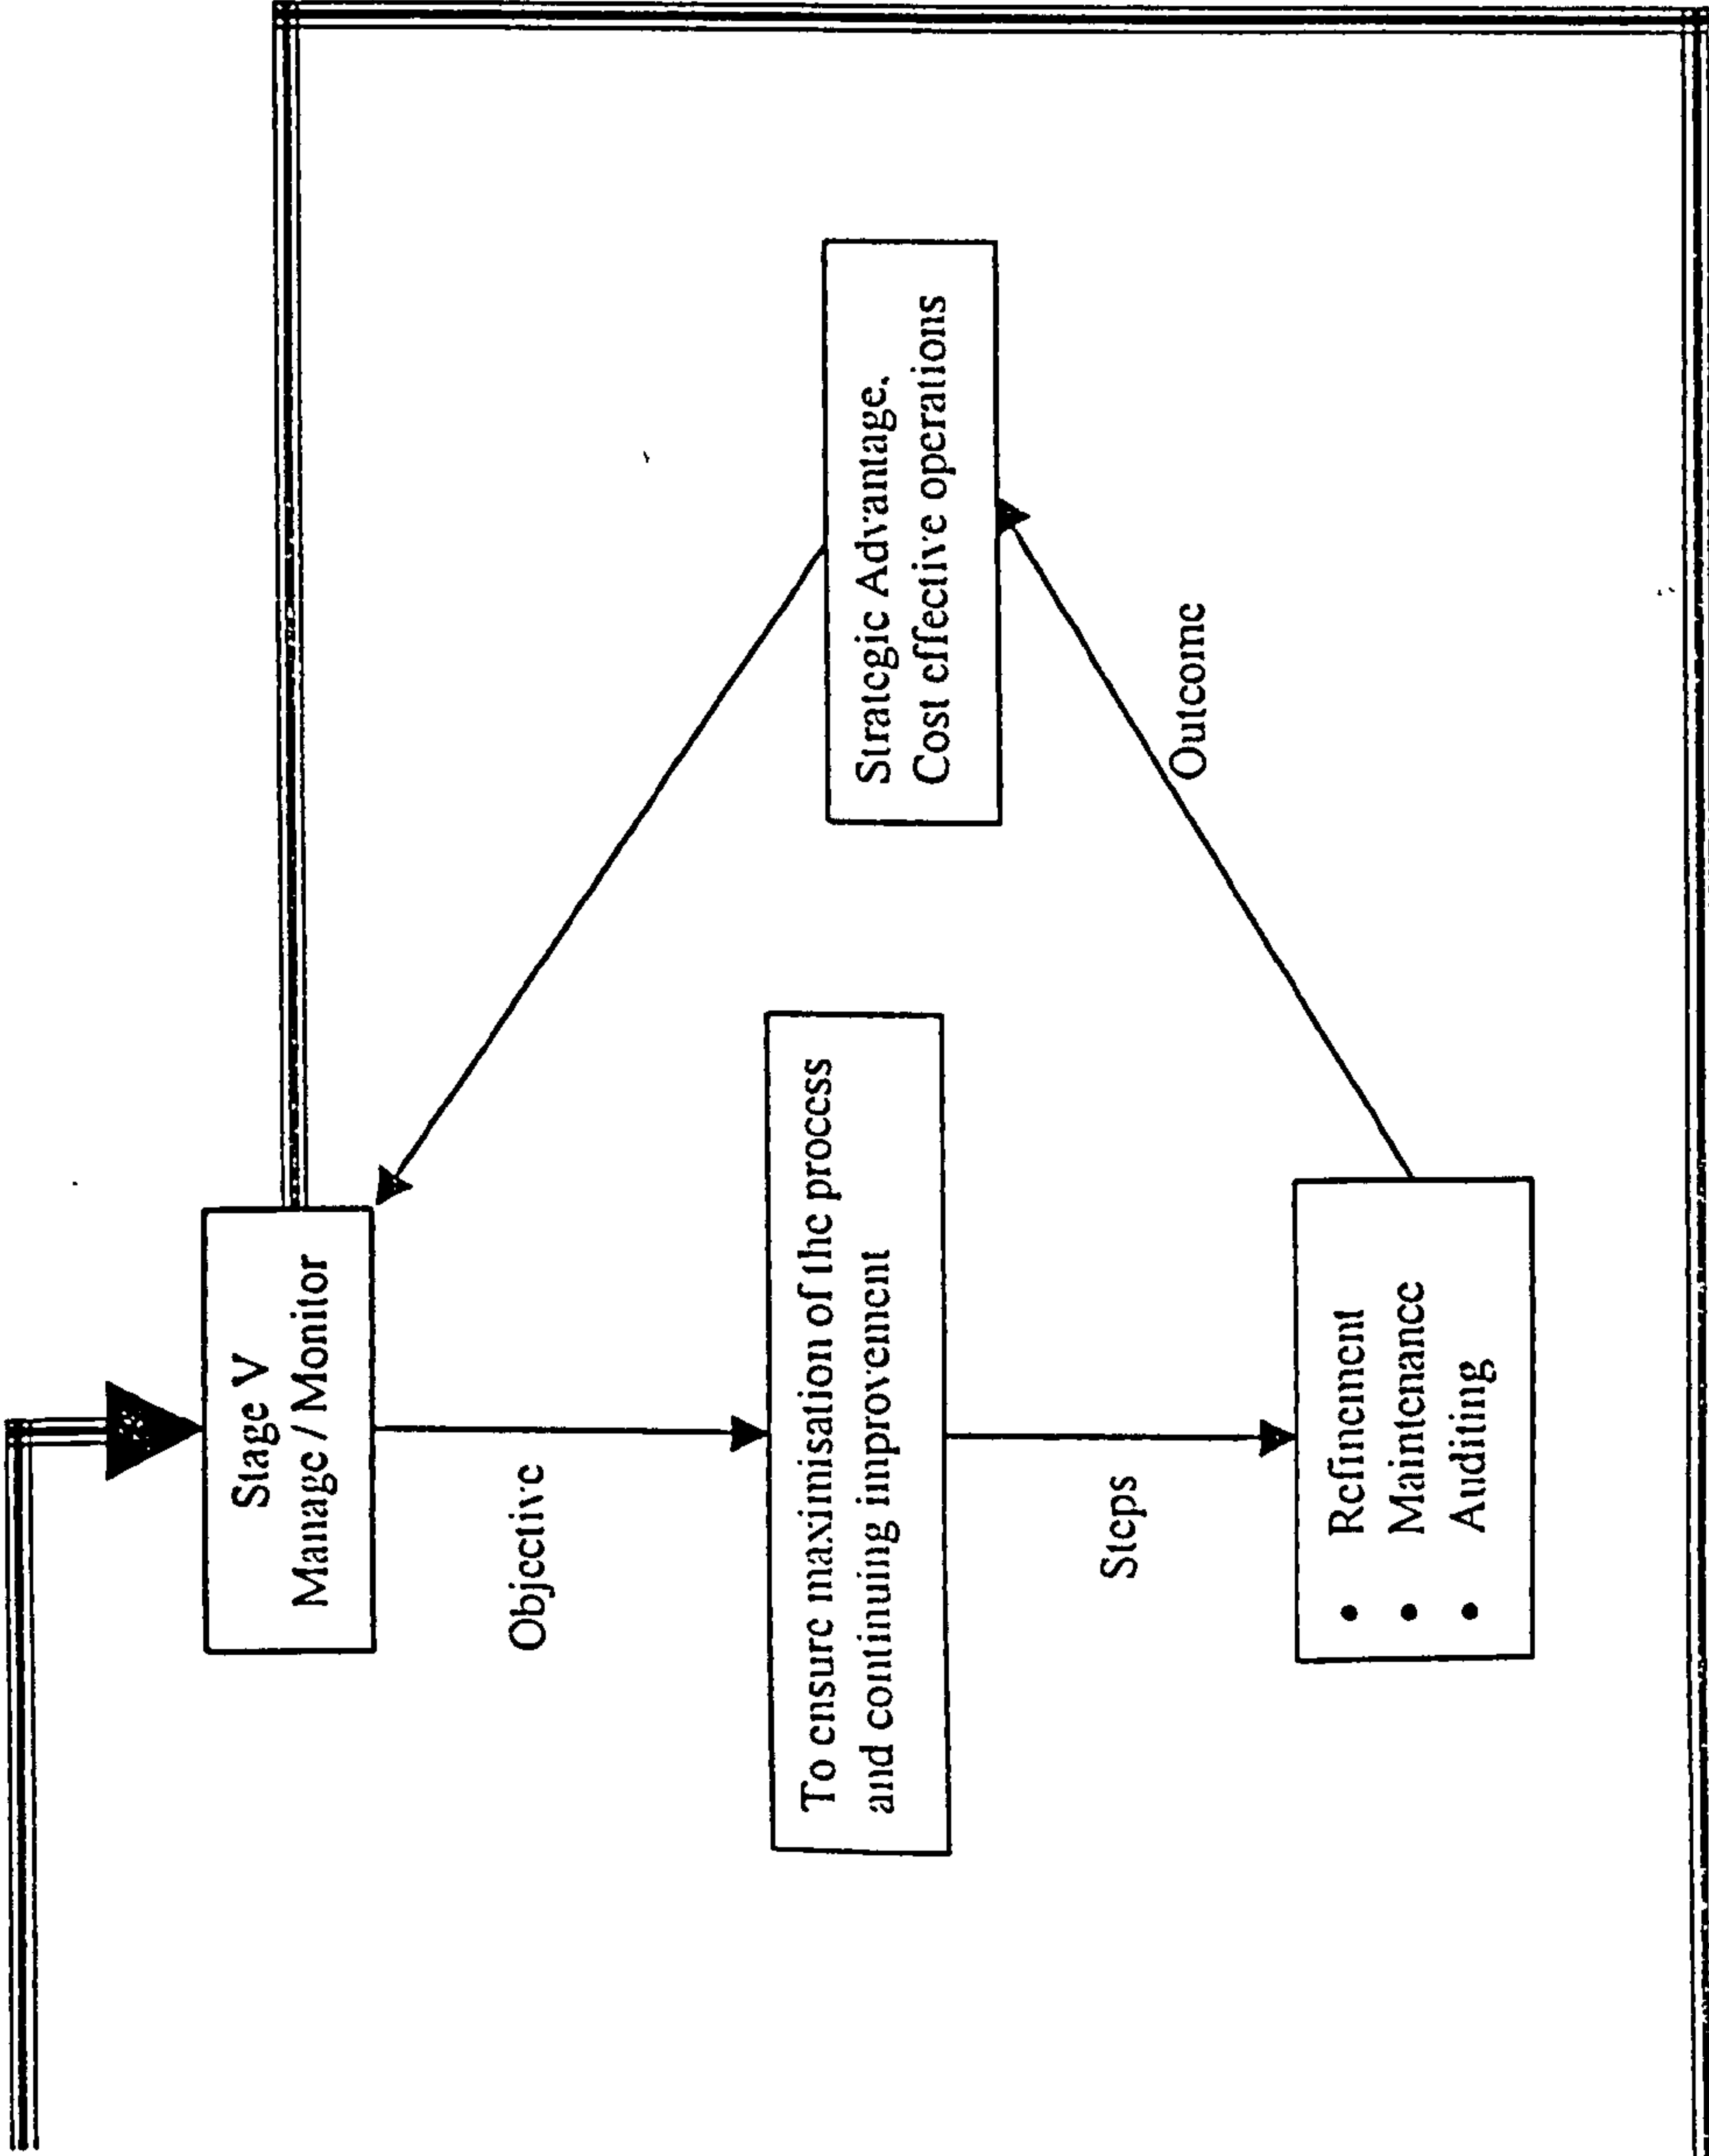 Stage V
Manage / Monitor
Objective
To ensure maximisation of the process
and continuing improvement
Steps
• Refinement
• Maintenance
• Auditing
Outcome
Strategic Advantage,
Cost effective operations